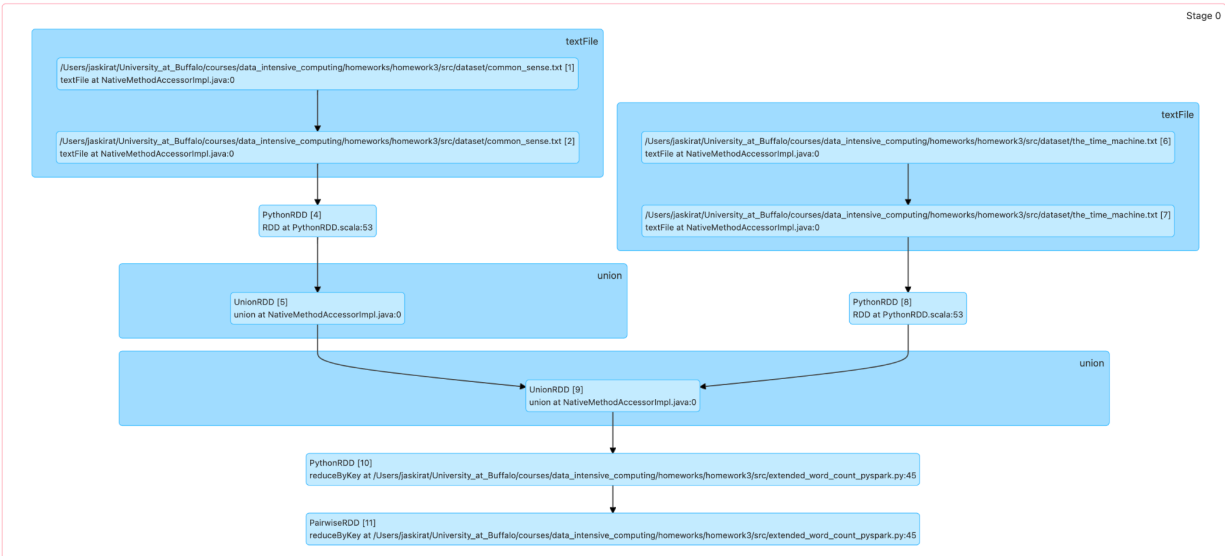 Stage 0
textFile
/Users/jaskirat/University_at_Buffalo/courses/data_intensive_computing/homeworks/homework3/src/dataset/common_sense.txt [1]
textFile at NativeMethodAccessorImpl.java:0
/Users/jaskirat/University_at_Buffalo/courses/data_intensive_computing/homeworks/homework3/src/dataset/common_sense.txt [2]
textFile at NativeMethodAccessorImpl.java:0
textFile
/Users/jaskirat/University_at_Buffalo/courses/data_intensive_computing/homeworks/homework3/src/dataset/the_time_machine.txt [6]
textFile at NativeMethodAccessorImpl.java:0
/Users/jaskirat/University_at_Buffalo/courses/data_intensive_computing/homeworks/homework3/src/dataset/the_time_machine.txt [7]
textFile at NativeMethodAccessorImpl.java:0
PythonRDD [4]
RDD at PythonRDD.scala:53
union
UnionRDD [5]
union at NativeMethodAccessorImpl.java:0
PythonRDD [8]
RDD at PythonRDD.scala:53
union
UnionRDD [9]
union at NativeMethodAccessorImpl.java:0
PythonRDD [10]
reduceByKey at /Users/jaskirat/University_at_Buffalo/courses/data_intensive_computing/homeworks/homework3/src/extended_word_count_pyspark.py:45
PairwiseRDD [11]
reduceByKey at /Users/jaskirat/University_at_Buffalo/courses/data_intensive_computing/homeworks/homework3/src/extended_word_count_pyspark.py:45